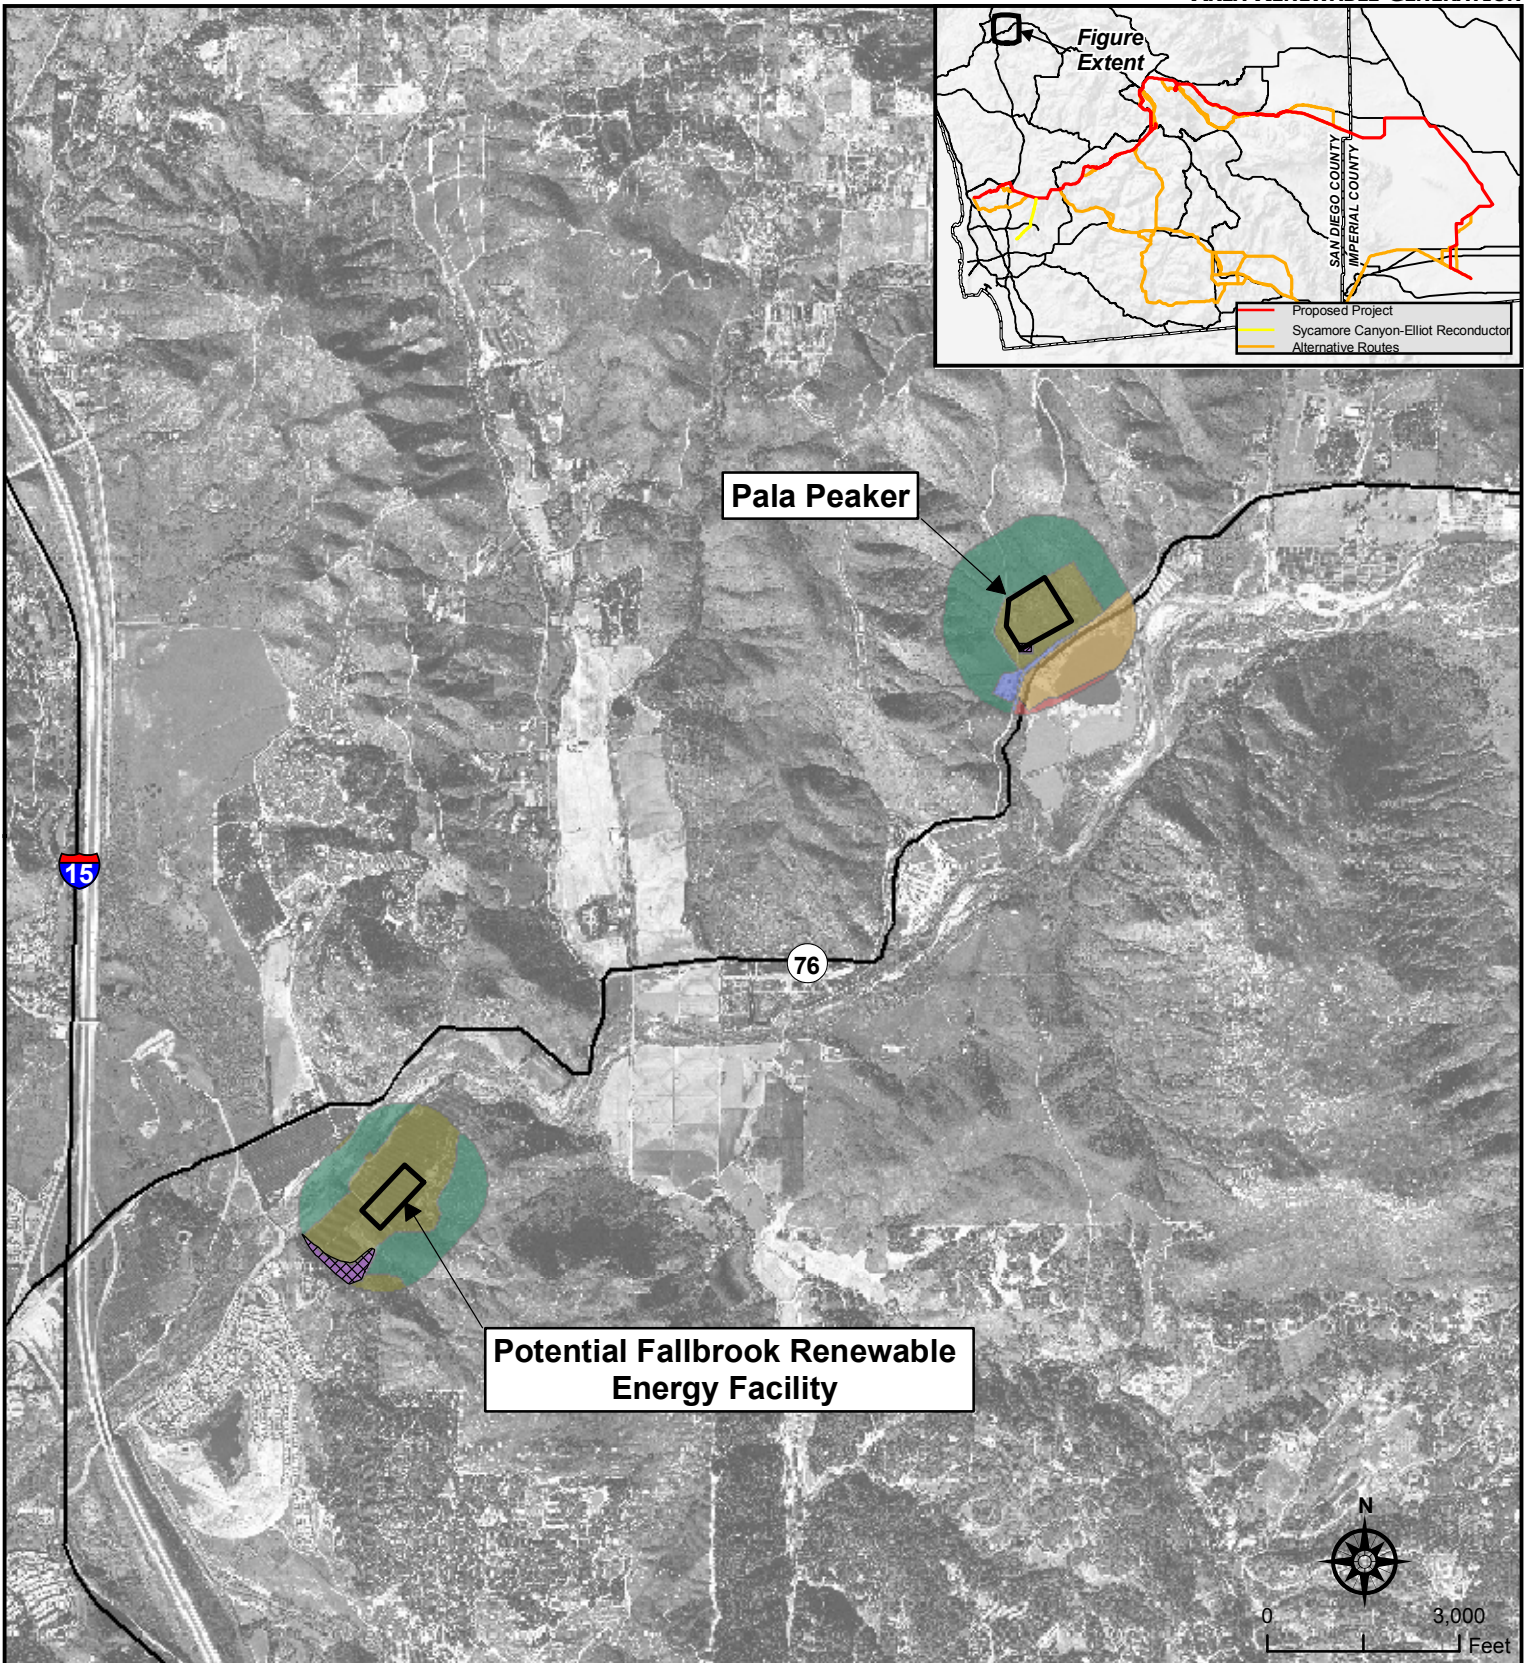 Figure
Extent
SAN DIEGO COUNTY
IMPERIAL COUNTY
Proposed Project
Sycamore Canyon-Elliot Reconductor
Alternative Routes
Pala Peaker
15
76
Potential Fallbrook Renewable
Energy Facility
N
0 3,000
Feet